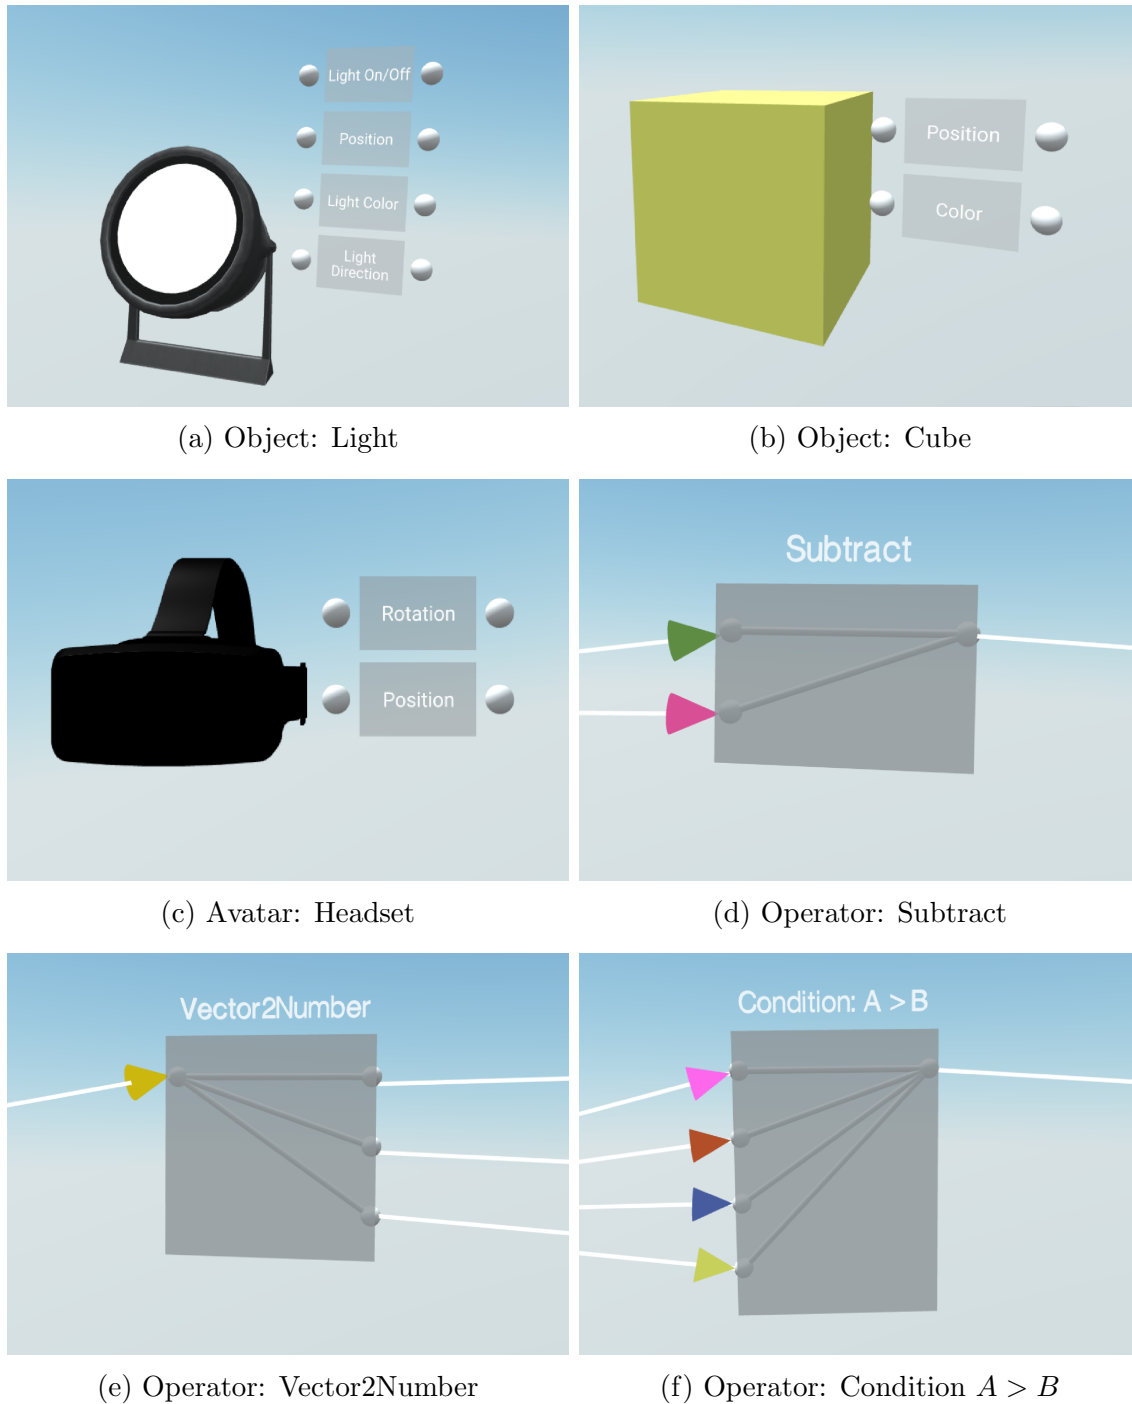 Light On/Off
Position
Light Color
Light
Direction
(a) Object: Light
Position
Color
(b) Object: Cube
Rotation
Position
(c) Avatar: Headset
Subtract
(d) Operator: Subtract
Vector2Number
(e) Operator: Vector2Number
Condition: A > B
(f) Operator: Condition A > B